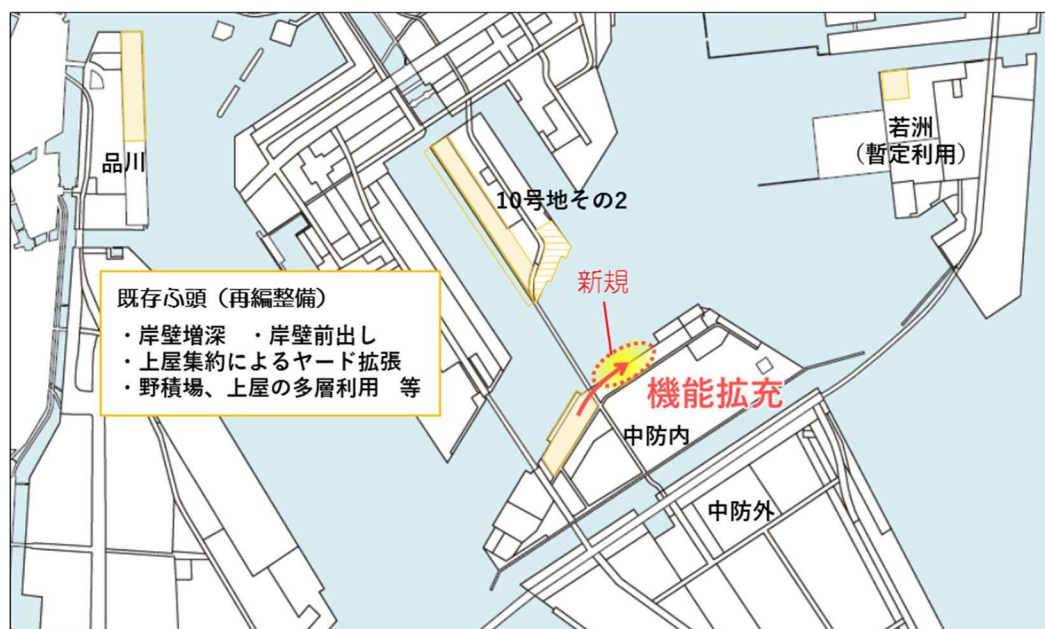 品川
10号地その2
若洲
(暫定利用)
既存ふ頭(再編整備)
・岸壁増深 ・岸壁前出し
・上屋集約によるヤード拡張
・野積場、上屋の多層利用 等
新規
機能拡充
中防内
中防外